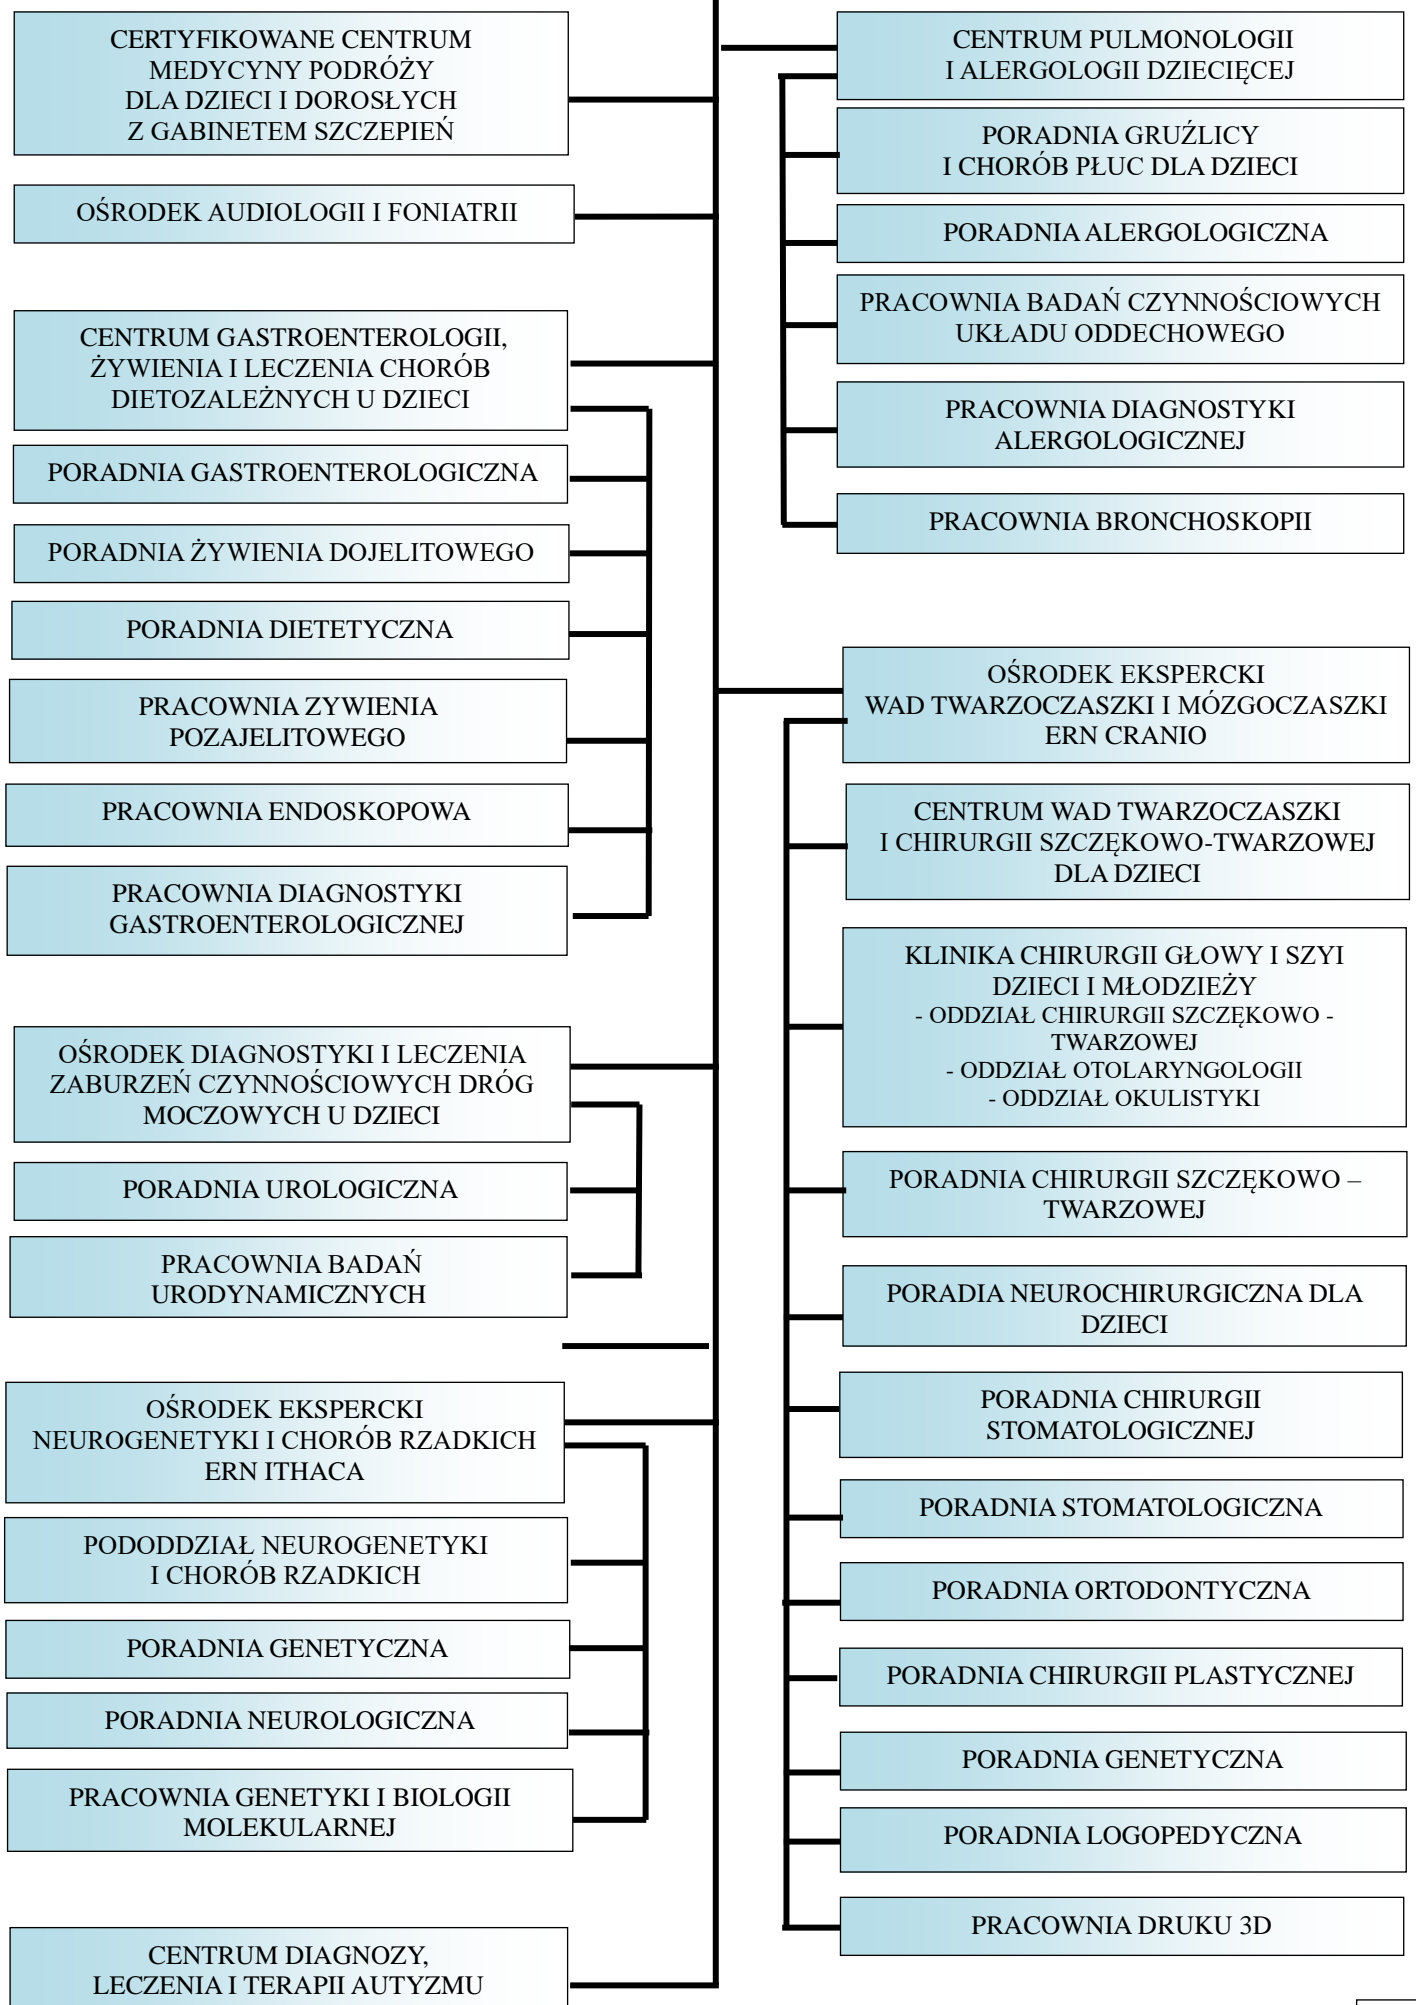 CERTYFIKOWANE CENTRUM
MEDYCYNY PODRÓŻY
DLA DZIECI I DOROSŁYCH
Z GABINETEM SZCZEPIEŃ
OŚRODEK AUDIOLOGII I FONIATRII
CENTRUM GASTROENTEROLOGII,
ŻYWIENIA I LECZENIA CHORÓB
DIETOZALEŻNYCH U DZIECI
PORADNIA GASTROENTEROLOGICZNA
PORADNIA ŻYWIENIA DOJELITOWEGO
PORADNIA DIETETYCZNA
PRACOWNIA ZYWIENIA
POZAJELITOWEGO
PRACOWNIA ENDOSKOPOWA
PRACOWNIA DIAGNOSTYKI
GASTROENTEROLOGICZNEJ
OŚRODEK DIAGNOSTYKI I LECZENIA
ZABURZEŃ CZYNNOŚCIOWYCH DRÓG
MOCZOWYCH U DZIECI
PORADNIA UROLOGICZNA
PRACOWNIA BADAŃ
URODYNAMICZNYCH
OŚRODEK EKSPERCKI
NEUROGENETYKI I CHORÓB RZADKICH
ERN ITHACA
PODODDZIAŁ NEUROGENETYKI
I CHORÓB RZADKICH
PORADNIA GENETYCZNA
PORADNIA NEUROLOGICZNA
PRACOWNIA GENETYKI I BIOLOGII
MOLEKULARNEJ
CENTRUM DIAGNOZY,
LECZENIA I TERAPII AUTYZMU
CENTRUM PULMONOLOGII
I ALERGOLOGII DZIECIĘCEJ
PORADNIA GRUŹLICY
I CHORÓB PŁUC DLA DZIECI
PORADNIA ALERGOLOGICZNA
PRACOWNIA BADAŃ CZYNNOŚCIOWYCH
UKŁADU ODDECHOWEGO
PRACOWNIA DIAGNOSTYKI
ALERGOLOGICZNEJ
PRACOWNIA BRONCHOSKOPII
OŚRODEK EKSPERCKI
WAD TWARZOCZASZKI I MÓZGOCZASZKI
ERN CRANIO
CENTRUM WAD TWARZOCZASZKI
I CHIRURGII SZCZĘKOWO-TWARZOWEJ
DLA DZIECI
KLINIKA CHIRURGII GŁOWY I SZYI
DZIECI I MŁODZIEŻY
- ODDZIAŁ CHIRURGII SZCZĘKOWO -
TWARZOWEJ
- ODDZIAŁ OTOLARYNGOLOGII
- ODDZIAŁ OKULISTYKI
PORADNIA CHIRURGII SZCZĘKOWO –
TWARZOWEJ
PORADIA NEUROCHIRURGICZNA DLA
DZIECI
PORADNIA CHIRURGII
STOMATOLOGICZNEJ
PORADNIA STOMATOLOGICZNA
PORADNIA ORTODONTYCZNA
PORADNIA CHIRURGII PLASTYCZNEJ
PORADNIA GENETYCZNA
PORADNIA LOGOPEDYCZNA
PRACOWNIA DRUKU 3D